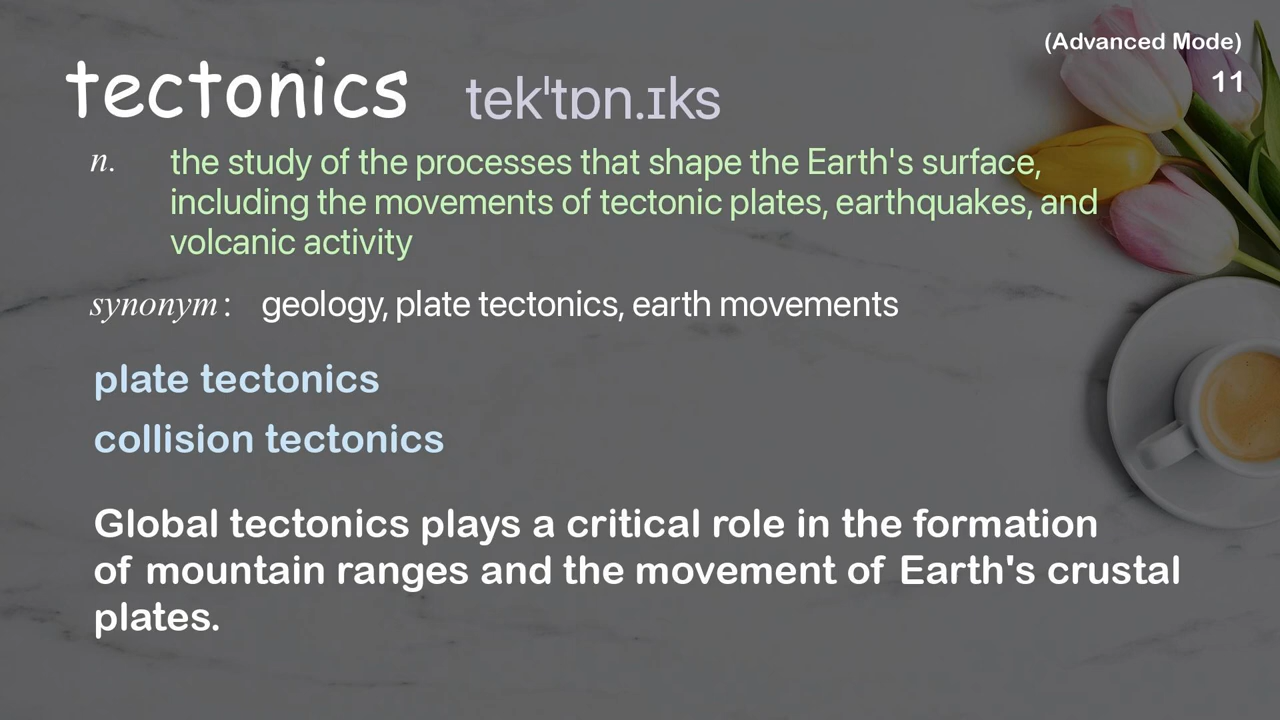 (Advanced Mode)
11
tectonics tekˈtɒn.ɪks
n. the study of the processes that shape the Earth's surface,
including the movements of tectonic plates, earthquakes, and
volcanic activity
synonym: geology, plate tectonics, earth movements
plate tectonics
collision tectonics
Global tectonics plays a critical role in the formation
of mountain ranges and the movement of Earth's crustal
plates.